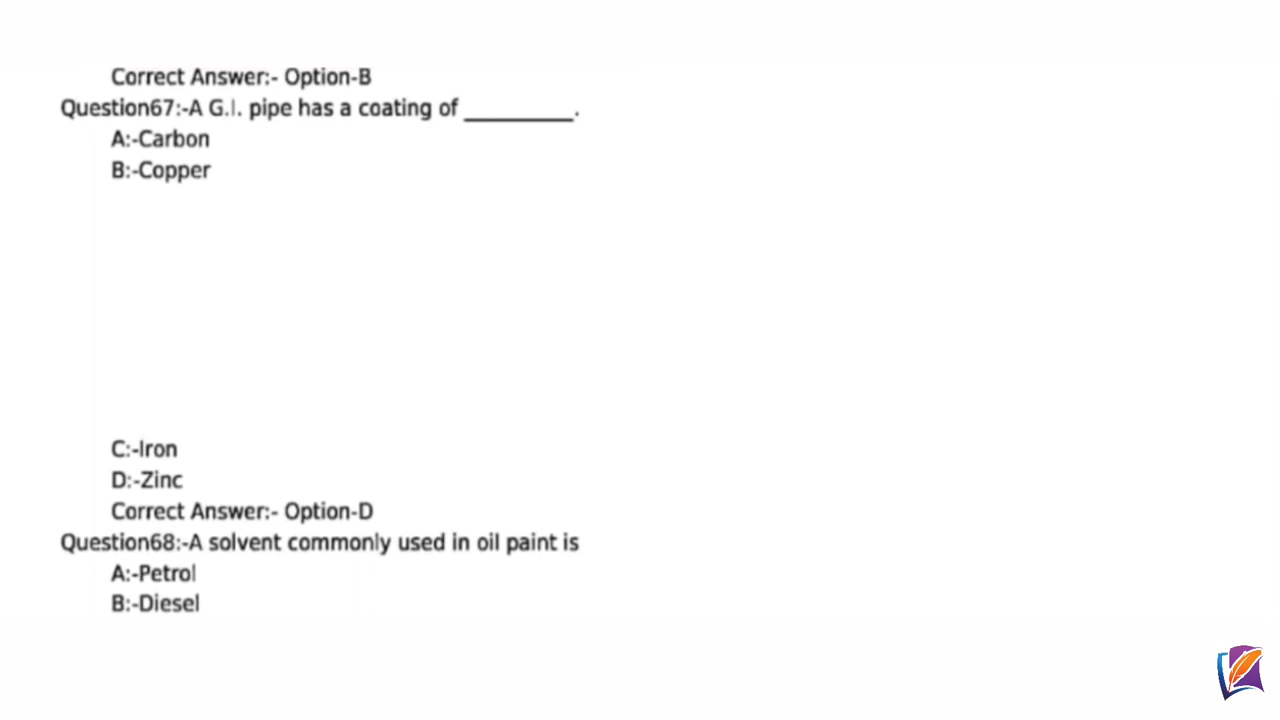 Correct Answer:- Option-B
Question67:-A G.I. pipe has a coating of __________.
A:-Carbon
B:-Copper
C:-Iron
D:-Zinc
Correct Answer:- Option-D
Question68:-A solvent commonly used in oil paint is
A:-Petrol
B:-Diesel